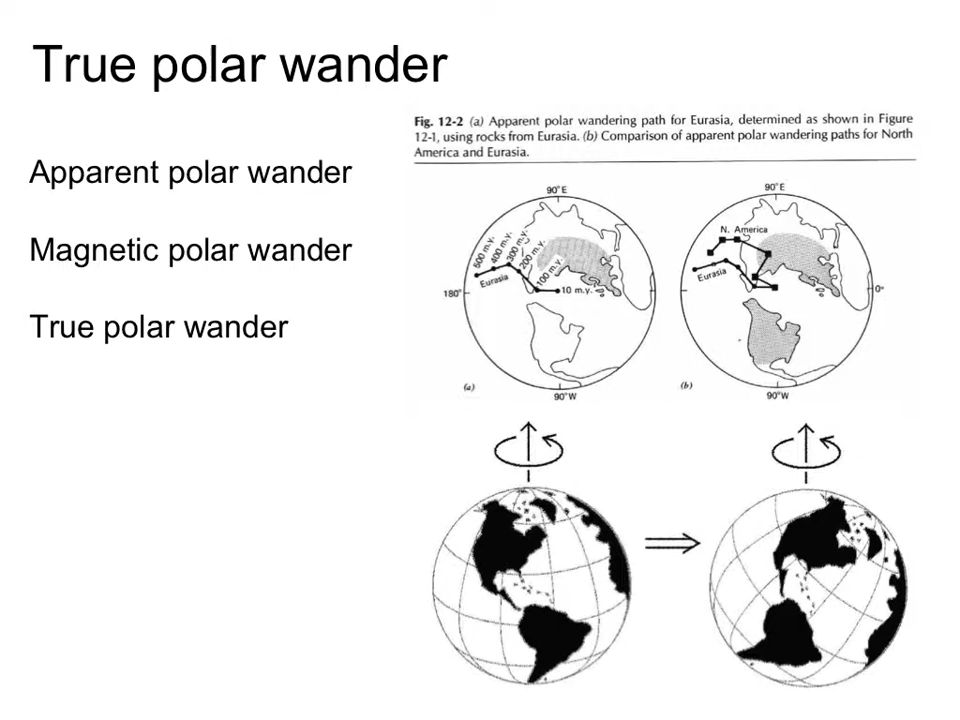 True polar wander
Apparent polar wander
Magnetic polar wander
True polar wander
Fig. 12-2 (a) Apparent polar wandering path for Eurasia, determined as shown in Figure
12-1, using rocks from Eurasia. (b) Comparison of apparent polar wandering paths for North
America and Eurasia.
90°E
600 m.y.
400 m.y.
300 m.y.
200 m.y.
100 m.y.
10 m.y.
Eurasia
180°
(a)
90°W
90°E
N. America
Eurasia
0°
(b)
90°W